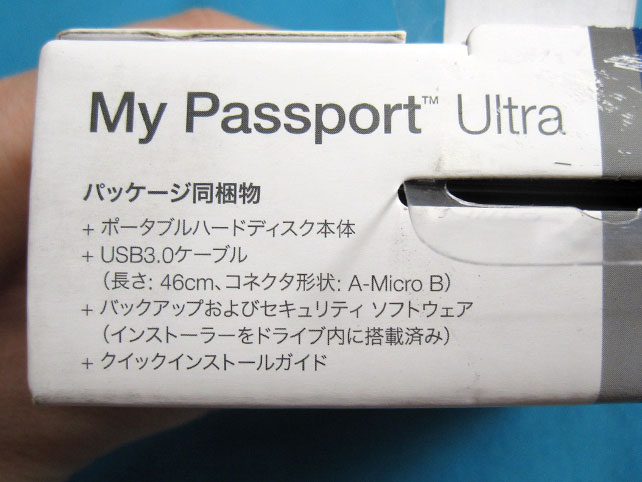 My Passport™ Ultra
パッケージ同梱物
+ ポータブルハードディスク本体
+ USB3.0ケーブル
（長さ: 46cm、コネクタ形状: A-Micro B）
+ バックアップおよびセキュリティ ソフトウェア
（インストーラーをドライブ内に搭載済み）
+ クイックインストールガイド